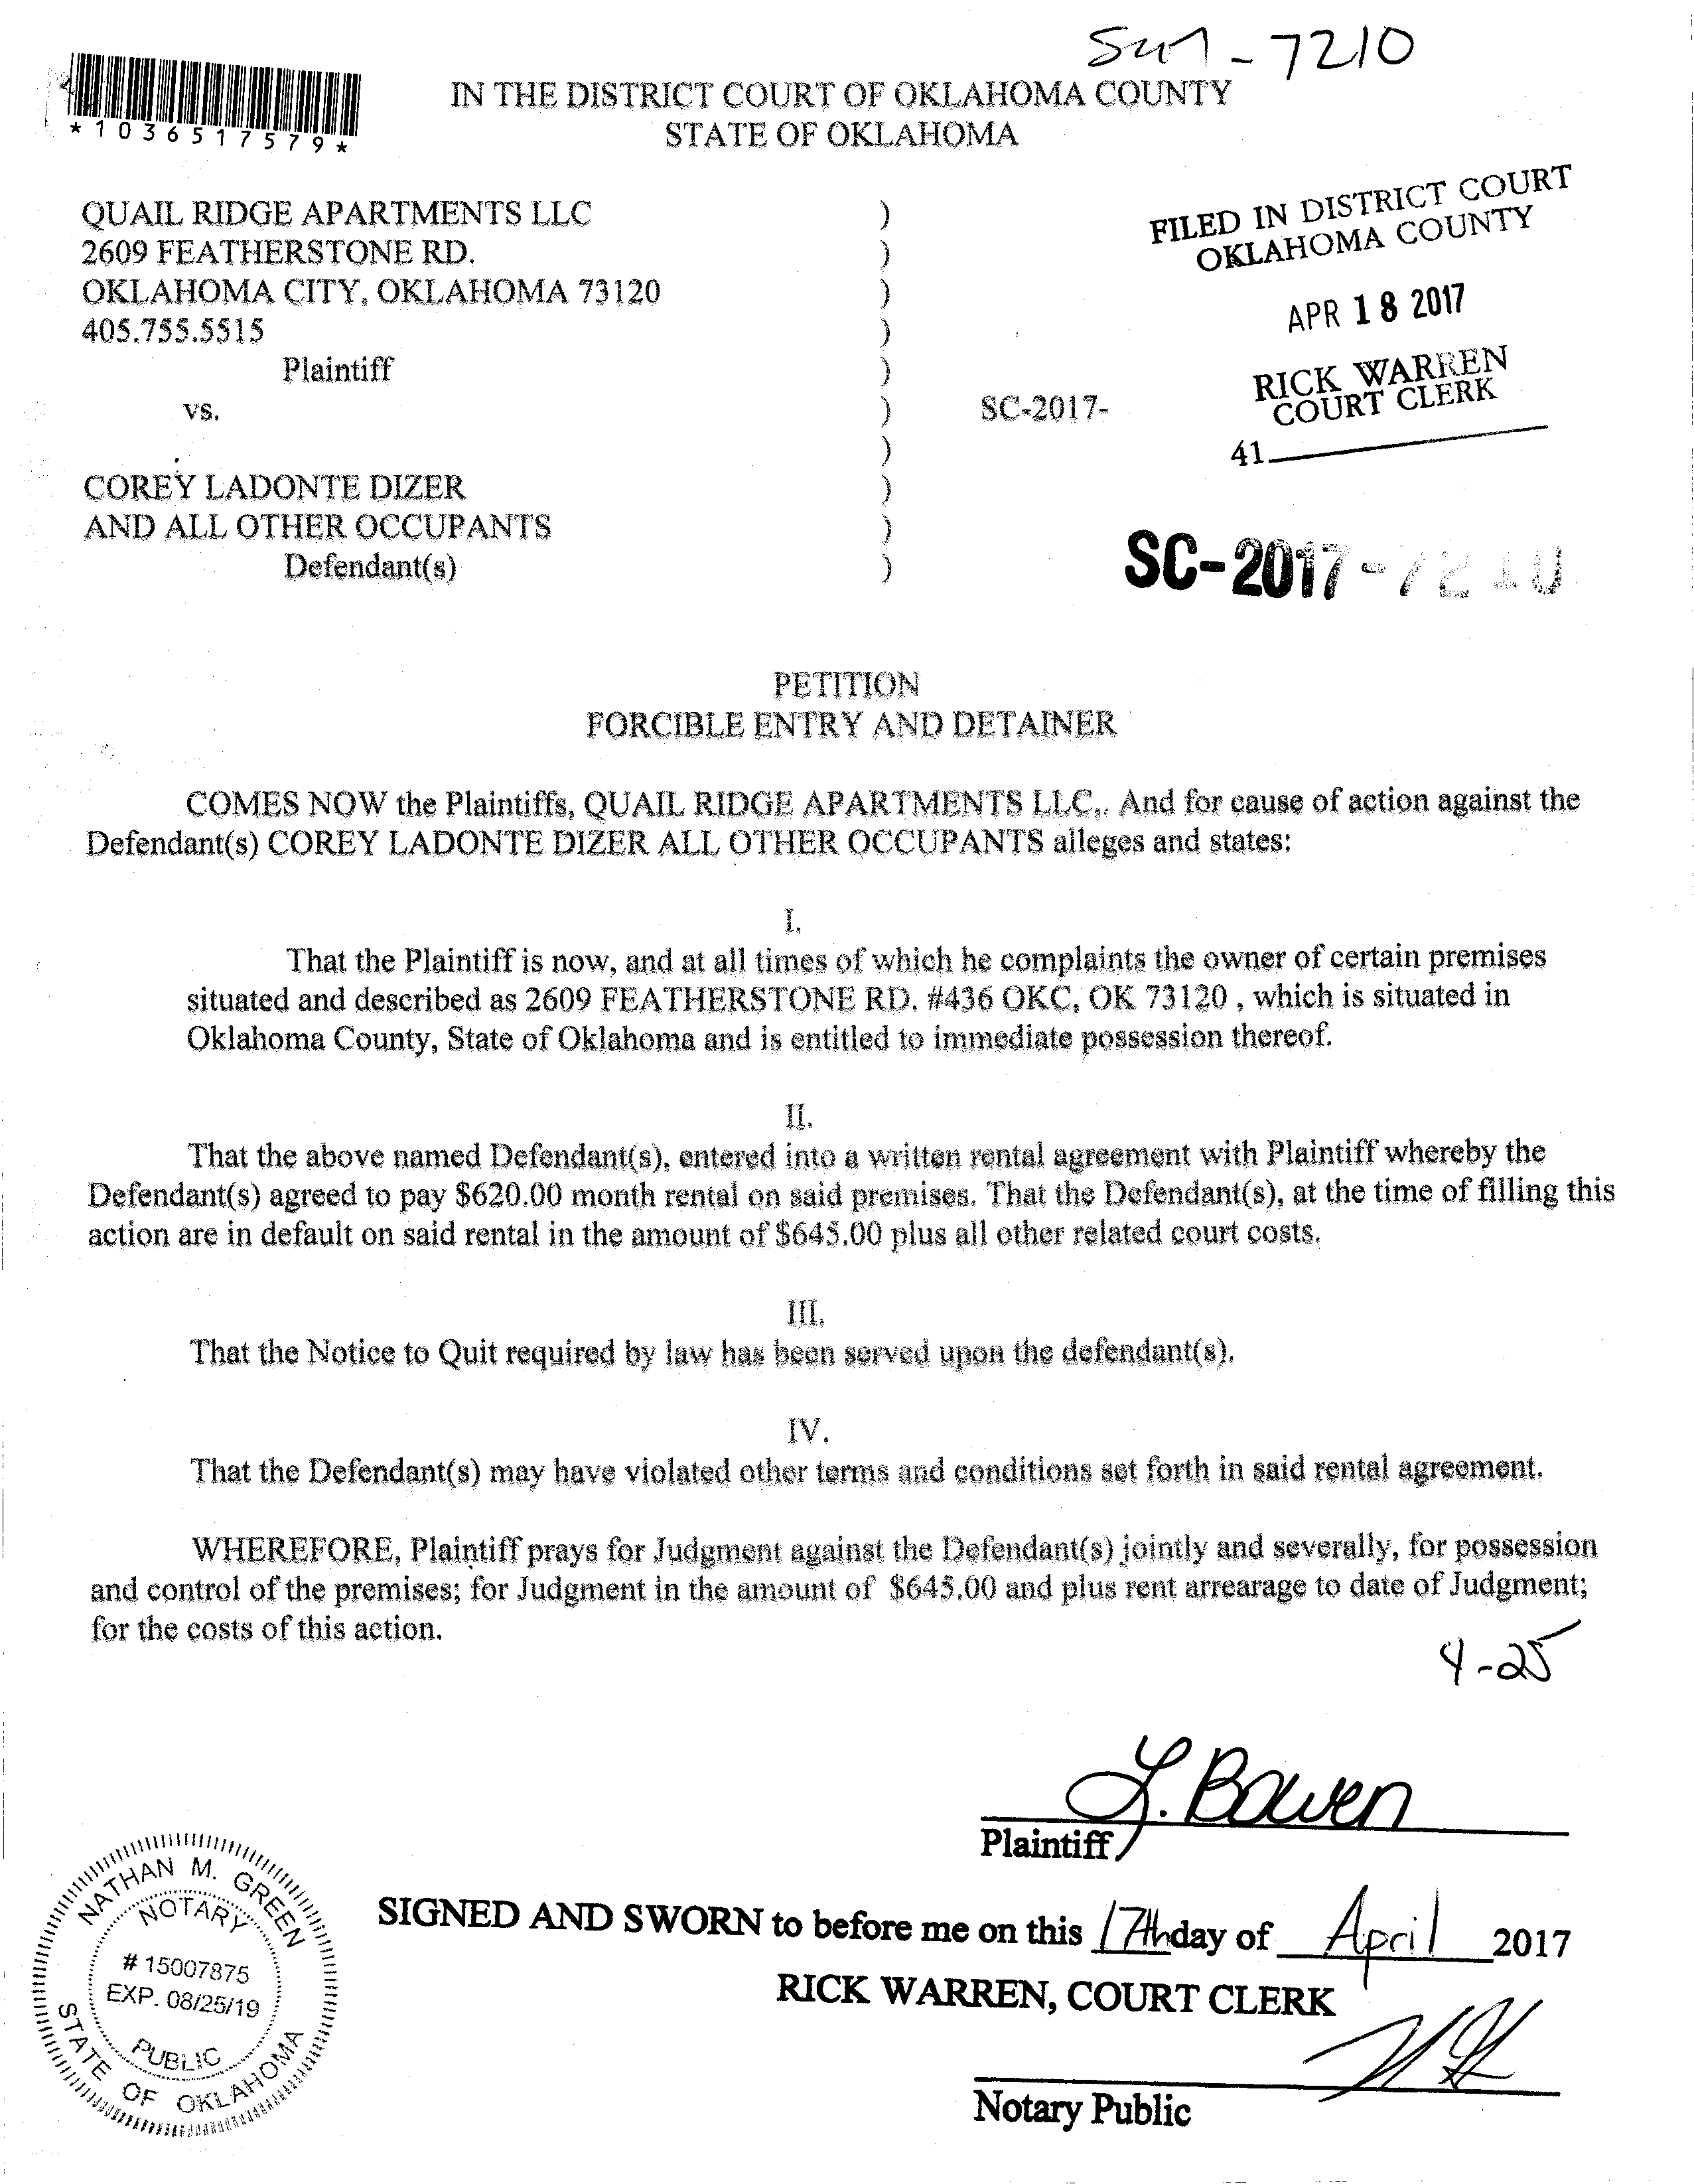 - 7210
*1036517579*
IN THE DISTRICT COURT OF OKLAHOMA COUNTY
STATE OF OKLAHOMA
QUAIL RIDGE APARTMENTS LLC )
2609 FEATHERSTONE RD. )
OKLAHOMA CITY, OKLAHOMA 73120 )
405.755.5515 )
Plaintiff )
vs. ) SC-2017-
)
COREY LADONTE DIZER )
AND ALL OTHER OCCUPANTS )
Defendant(s) )
FILED IN DISTRICT COURT
OKLAHOMA COUNTY
APR 18 2017
RICK WARREN
COURT CLERK
41
SC-2017-7210
PETITION
FORCIBLE ENTRY AND DETAINER
COMES NOW the Plaintiffs, QUAIL RIDGE APARTMENTS LLC,. And for cause of action against the
Defendant(s) COREY LADONTE DIZER ALL OTHER OCCUPANTS alleges and states:
I.
That the Plaintiff is now, and at all times of which he complaints the owner of certain premises
situated and described as 2609 FEATHERSTONE RD. #436 OKC, OK 73120 , which is situated in
Oklahoma County, State of Oklahoma and is entitled to immediate possession thereof.
II.
That the above named Defendant(s), entered into a written rental agreement with Plaintiff whereby the
Defendant(s) agreed to pay $620.00 month rental on said premises. That the Defendant(s), at the time of filling this
action are in default on said rental in the amount of $645.00 plus all other related court costs.
III.
That the Notice to Quit required by law has been served upon the defendant(s).
IV.
That the Defendant(s) may have violated other terms and conditions set forth in said rental agreement.
WHEREFORE, Plaintiff prays for Judgment against the Defendant(s) jointly and severally, for possession
and control of the premises; for Judgment in the amount of $645.00 and plus rent arrearage to date of Judgment;
for the costs of this action.
4-25
L. Bowen
Plaintiff
SIGNED AND SWORN to before me on this 17th day of April 2017
RICK WARREN, COURT CLERK
Notary Public
NATHAN M. GREEN
NOTARY
# 15007875
EXP. 08/25/19
PUBLIC
STATE OF OKLAHOMA